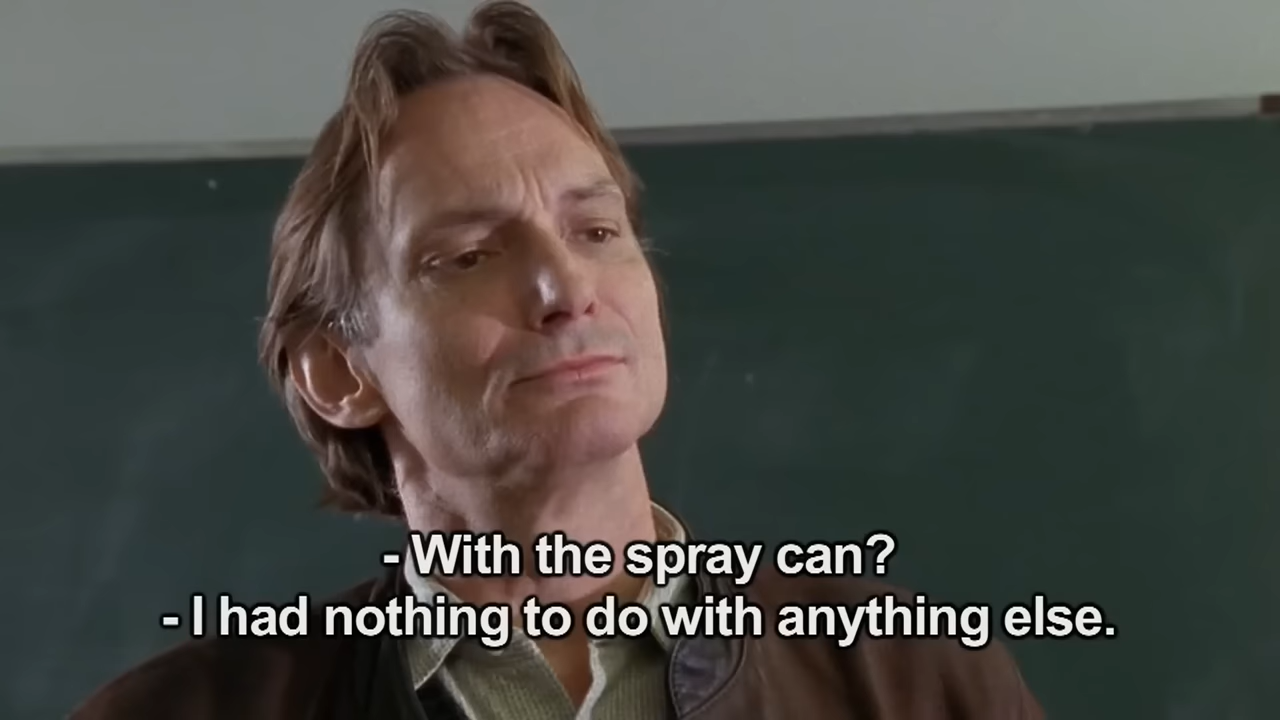 - With the spray can?
- I had nothing to do with anything else.